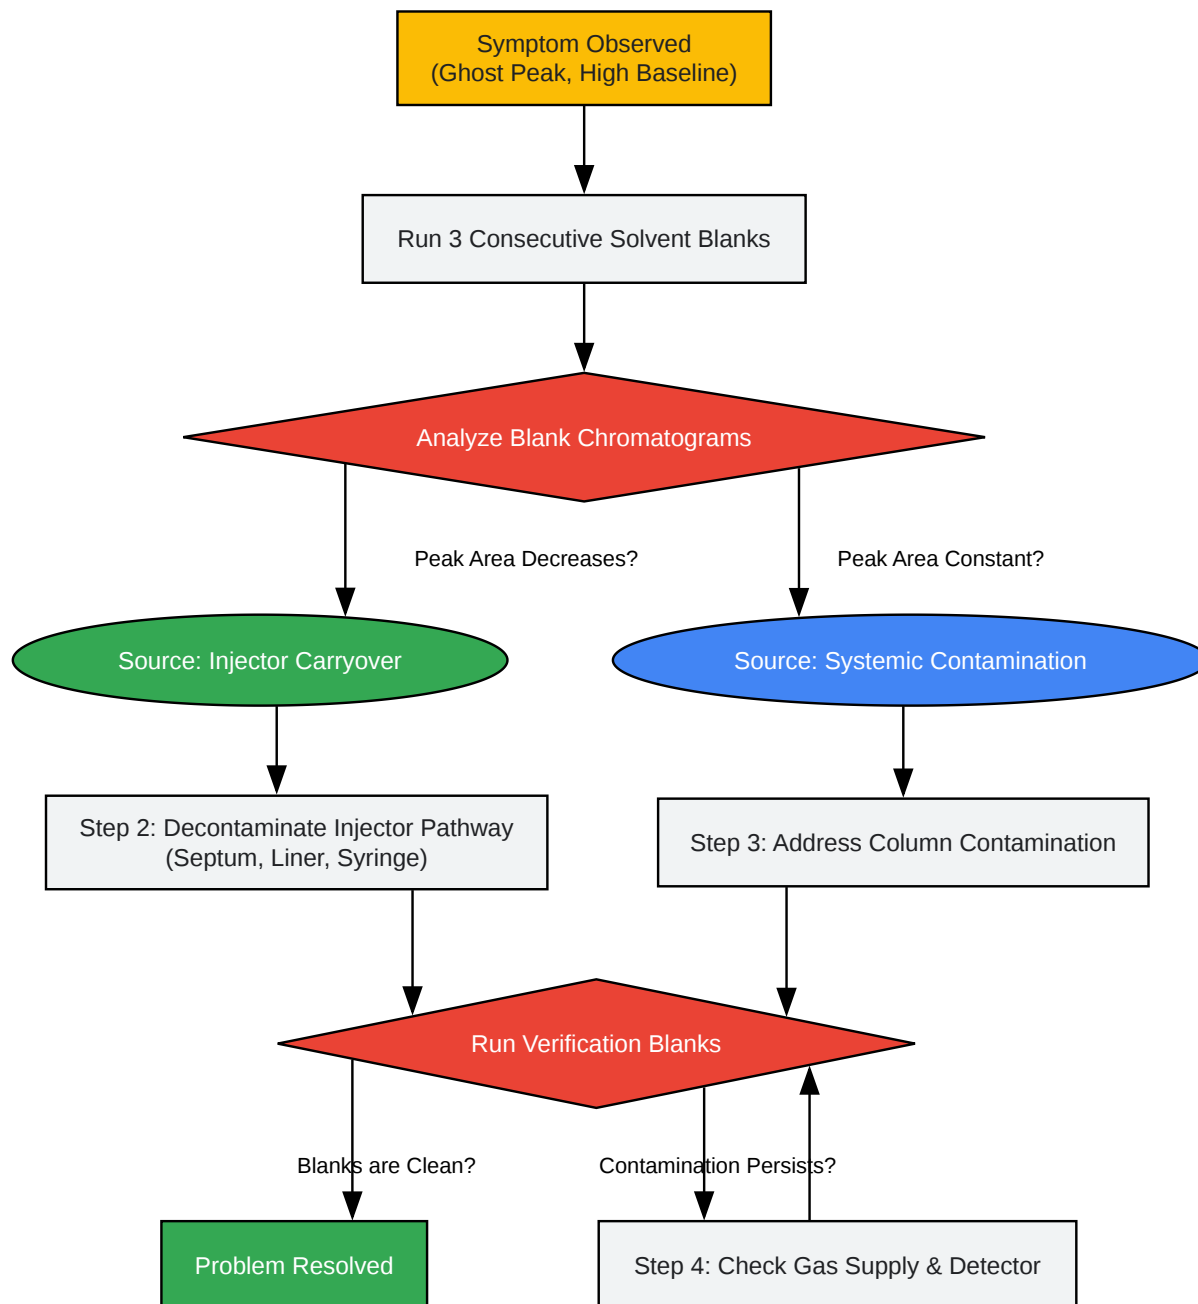 Symptom Observed
(Ghost Peak, High Baseline)
Run 3 Consecutive Solvent Blanks
Analyze Blank Chromatograms
Peak Area Decreases?
Peak Area Constant?
Source: Injector Carryover
Source: Systemic Contamination
Step 2: Decontaminate Injector Pathway
(Septum, Liner, Syringe)
Step 3: Address Column Contamination
Run Verification Blanks
Blanks are Clean?
Contamination Persists?
Problem Resolved
Step 4: Check Gas Supply & Detector